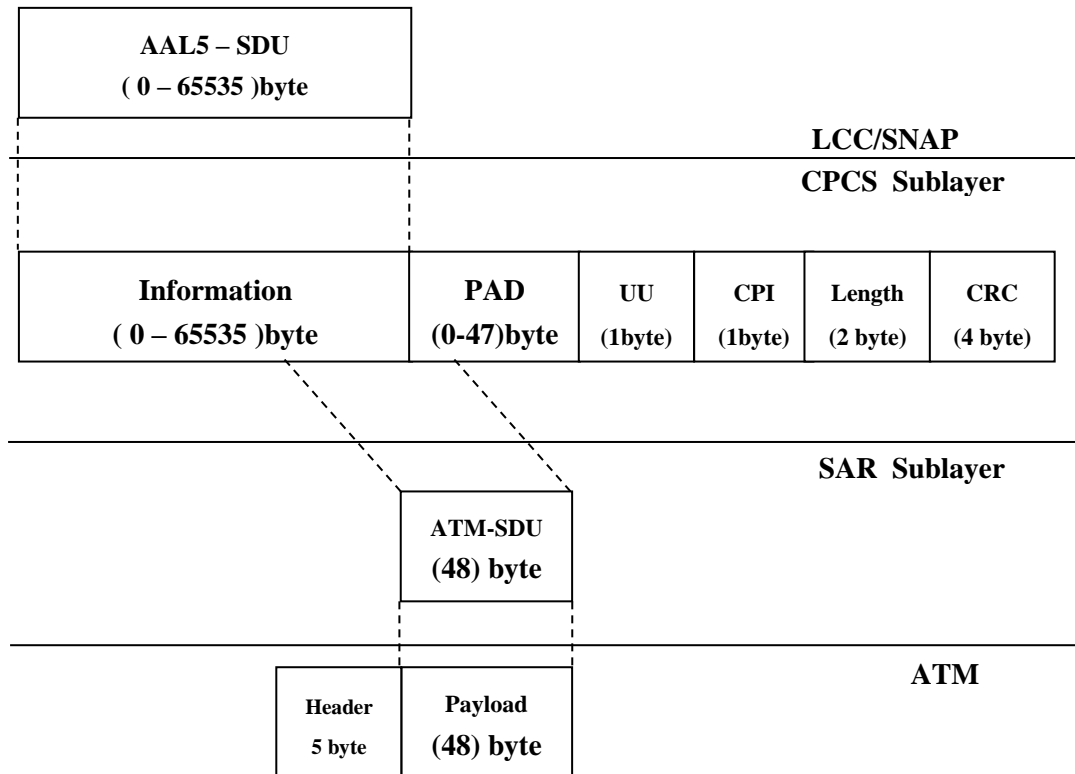 AAL5 – SDU
( 0 – 65535 )byte
LCC/SNAP
CPCS Sublayer
Information
( 0 – 65535 )byte
PAD
(0-47)byte
UU
(1byte)
CPI
(1byte)
Length
(2 byte)
CRC
(4 byte)
SAR Sublayer
ATM-SDU
(48) byte
ATM
Header
5 byte
Payload
(48) byte